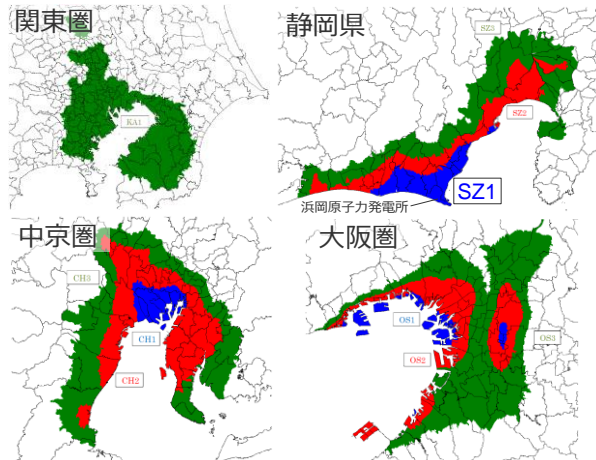 関東圏
KA1
静岡県
SZ3
SZ2
SZ1
浜岡原子力発電所
中京圏
CH3
CH1
CH2
大阪圏
OS1
OS2
OS3